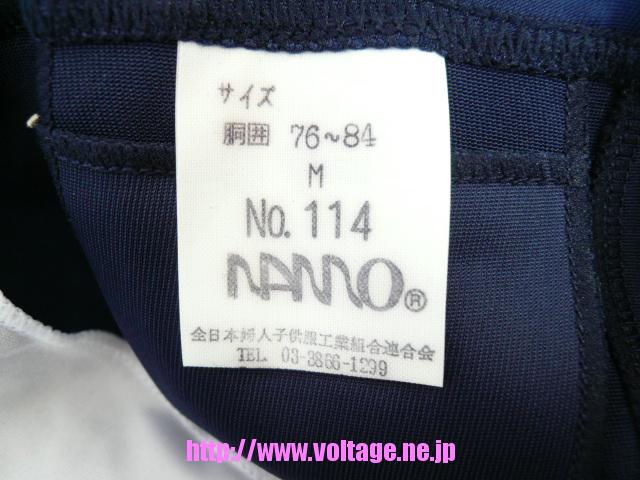 サイズ
胴囲 76~84
M
No. 114
NANNO®
全日本婦人子供服工業組合連合会
TEL 03-3866-1299
http://www.voltage.ne.jp